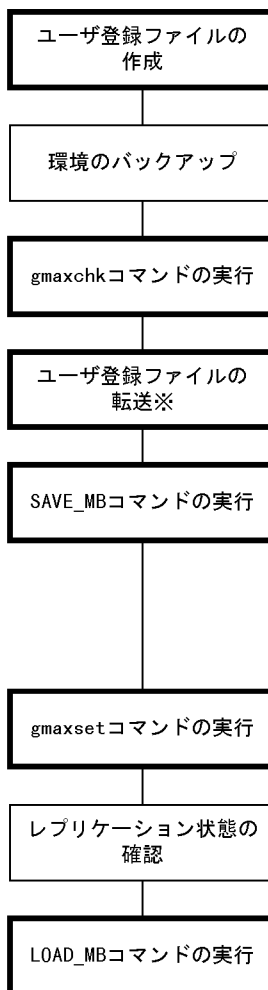 ユーザ登録ファイルの
作成
環境のバックアップ
gmaxchkコマンドの実行
ユーザ登録ファイルの
転送※
SAVE_MBコマンドの実行
gmaxsetコマンドの実行
レプリケーション状態の
確認
LOAD_MBコマンドの実行